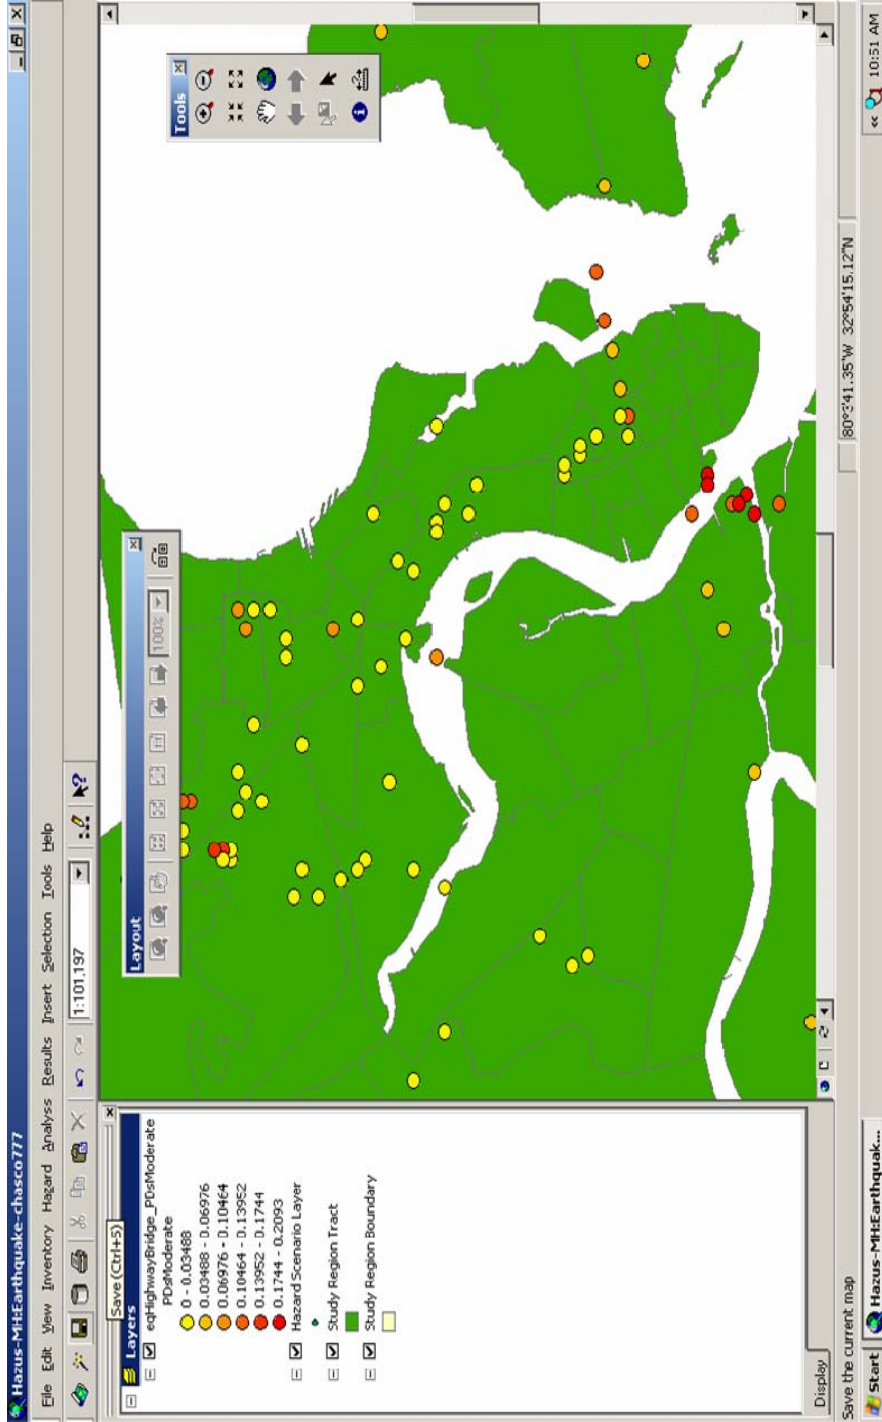 Hazus-MH:Earthquake-chasco777
File Edit View Inventory Hazard Analysis Results Insert Selection Tools Help
1:101,197
Save (Ctrl+S)
Layers
eqHighwayBridge_PDsModerate
PDsModerate
0 - 0.03488
0.03488 - 0.06976
0.06976 - 0.10464
0.10464 - 0.13952
0.13952 - 0.1744
0.1744 - 0.2093
Hazard Scenario Layer
Study Region Tract
Study Region Boundary
Layout
100%
Tools
Display
Save the current map
80°3'41.35"W 32°54'15.12"N
Start
Hazus-MH:Earthquak...
« 10:51 AM